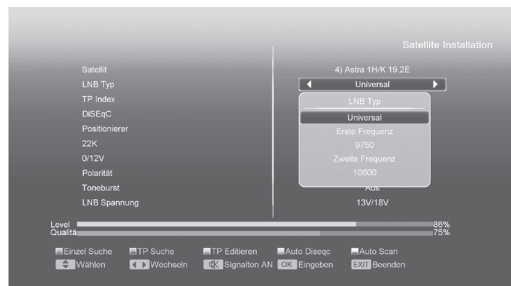 Satellite Installation
Satellit 4) Astra 1H/K 19.2E
LNB Typ Universal
TP Index LNB Typ
DiSEqC Universal
Positionierer Erste Frequenz
22K 9750
0/12V Zweite Frequenz
Polarität 10600
Toneburst Aus
LNB Spannung 13V/18V
Level 86%
Qualitä 75%
Einzel Suche TP Suche TP Editieren Auto Diseqc Auto Scan
Wählen Wechseln Signalton AN OK Eingeben EXIT Beenden